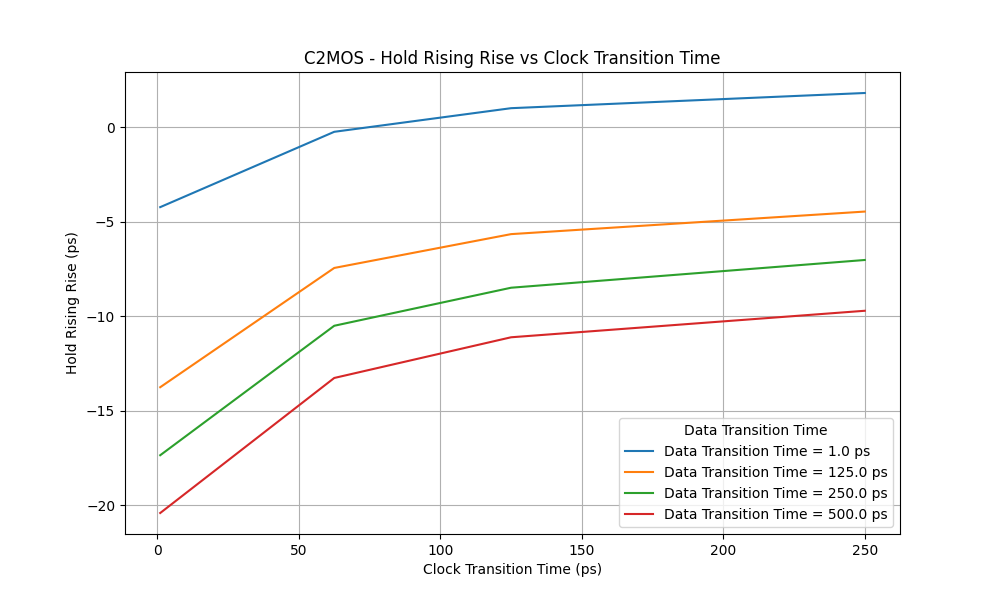 C2MOS - Hold Rising Rise vs Clock Transition Time
Hold Rising Rise (ps)
0
−5
−10
−15
−20
0
50
100
150
200
250
Clock Transition Time (ps)
Data Transition Time
Data Transition Time = 1.0 ps
Data Transition Time = 125.0 ps
Data Transition Time = 250.0 ps
Data Transition Time = 500.0 ps